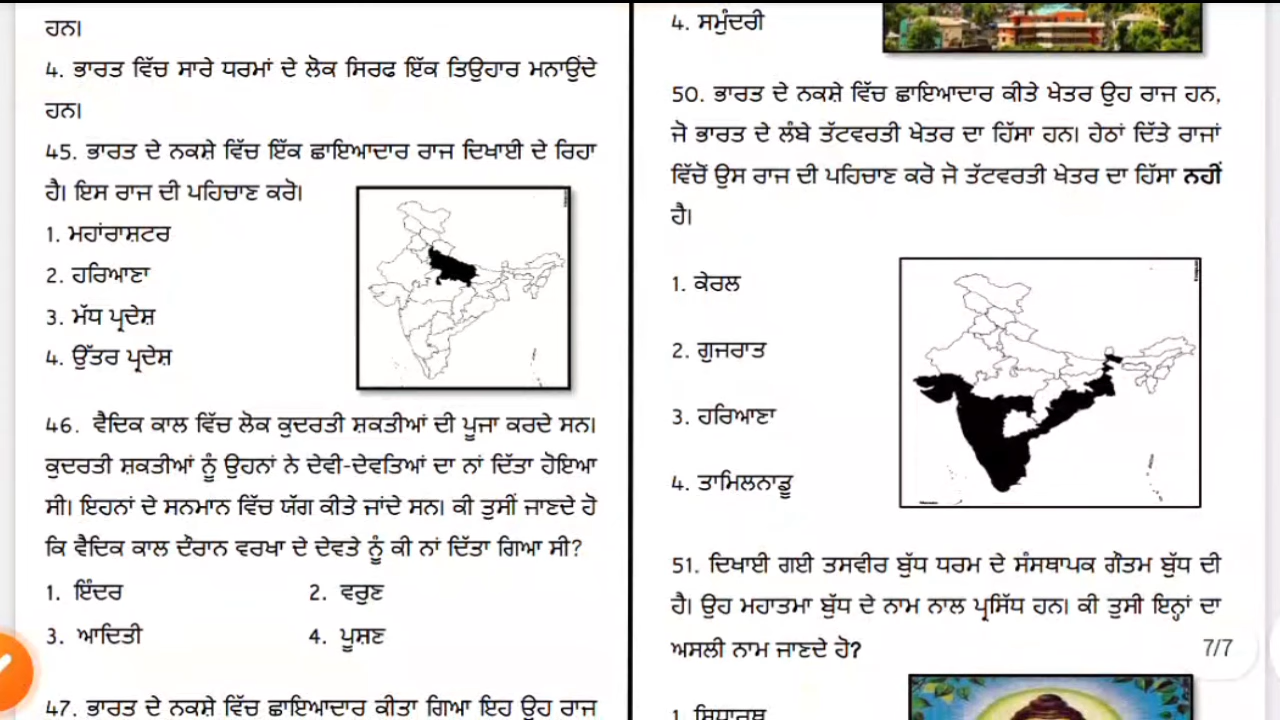 ਹਨ।
4. ਭਾਰਤ ਵਿੱਚ ਸਾਰੇ ਧਰਮਾਂ ਦੇ ਲੋਕ ਸਿਰਫ ਇੱਕ ਤਿਉਹਾਰ ਮਨਾਉਂਦੇ
ਹਨ।
45. ਭਾਰਤ ਦੇ ਨਕਸ਼ੇ ਵਿੱਚ ਇੱਕ ਛਾਇਆਦਾਰ ਰਾਜ ਦਿਖਾਈ ਦੇ ਰਿਹਾ
ਹੈ। ਇਸ ਰਾਜ ਦੀ ਪਹਿਚਾਣ ਕਰੋ।
1. ਮਹਾਂਰਾਸ਼ਟਰ
2. ਹਰਿਆਣਾ
3. ਮੱਧ ਪ੍ਰਦੇਸ਼
4. ਉੱਤਰ ਪ੍ਰਦੇਸ਼
46. ਵੈਦਿਕ ਕਾਲ ਵਿੱਚ ਲੋਕ ਕੁਦਰਤੀ ਸ਼ਕਤੀਆਂ ਦੀ ਪੂਜਾ ਕਰਦੇ ਸਨ।
ਕੁਦਰਤੀ ਸ਼ਕਤੀਆਂ ਨੂੰ ਉਹਨਾਂ ਨੇ ਦੇਵੀ-ਦੇਵਤਿਆਂ ਦਾ ਨਾਂ ਦਿੱਤਾ ਹੋਇਆ
ਸੀ। ਇਹਨਾਂ ਦੇ ਸਨਮਾਨ ਵਿੱਚ ਯੱਗ ਕੀਤੇ ਜਾਂਦੇ ਸਨ। ਕੀ ਤੁਸੀਂ ਜਾਣਦੇ ਹੋ
ਕਿ ਵੈਦਿਕ ਕਾਲ ਦੌਰਾਨ ਵਰਖਾ ਦੇ ਦੇਵਤੇ ਨੂੰ ਕੀ ਨਾਂ ਦਿੱਤਾ ਗਿਆ ਸੀ?
1. ਇੰਦਰ 2. ਵਰੁਣ
3. ਆਦਿਤੀ 4. ਪੂਸ਼ਣ
47. ਭਾਰਤ ਦੇ ਨਕਸ਼ੇ ਵਿੱਚ ਛਾਇਆਦਾਰ ਕੀਤਾ ਗਿਆ ਇਹ ਉਹ ਰਾਜ
4. ਸਮੁੰਦਰੀ
50. ਭਾਰਤ ਦੇ ਨਕਸ਼ੇ ਵਿੱਚ ਛਾਇਆਦਾਰ ਕੀਤੇ ਖੇਤਰ ਉਹ ਰਾਜ ਹਨ,
ਜੋ ਭਾਰਤ ਦੇ ਲੰਬੇ ਤੱਟਵਰਤੀ ਖੇਤਰ ਦਾ ਹਿੱਸਾ ਹਨ। ਹੇਠਾਂ ਦਿੱਤੇ ਰਾਜਾਂ
ਵਿੱਚੋਂ ਉਸ ਰਾਜ ਦੀ ਪਹਿਚਾਣ ਕਰੋ ਜੋ ਤੱਟਵਰਤੀ ਖੇਤਰ ਦਾ ਹਿੱਸਾ ਨਹੀਂ
ਹੈ।
1. ਕੇਰਲ
2. ਗੁਜਰਾਤ
3. ਹਰਿਆਣਾ
4. ਤਾਮਿਲਨਾਡੂ
51. ਦਿਖਾਈ ਗਈ ਤਸਵੀਰ ਬੁੱਧ ਧਰਮ ਦੇ ਸੰਸਥਾਪਕ ਗੌਤਮ ਬੁੱਧ ਦੀ
ਹੈ। ਉਹ ਮਹਾਤਮਾ ਬੁੱਧ ਦੇ ਨਾਮ ਨਾਲ ਪ੍ਰਸਿੱਧ ਹਨ। ਕੀ ਤੁਸੀ ਇਨ੍ਹਾਂ ਦਾ
ਅਸਲੀ ਨਾਮ ਜਾਣਦੇ ਹੋ?
7/7
1. ਸਿਧਾਰਥ